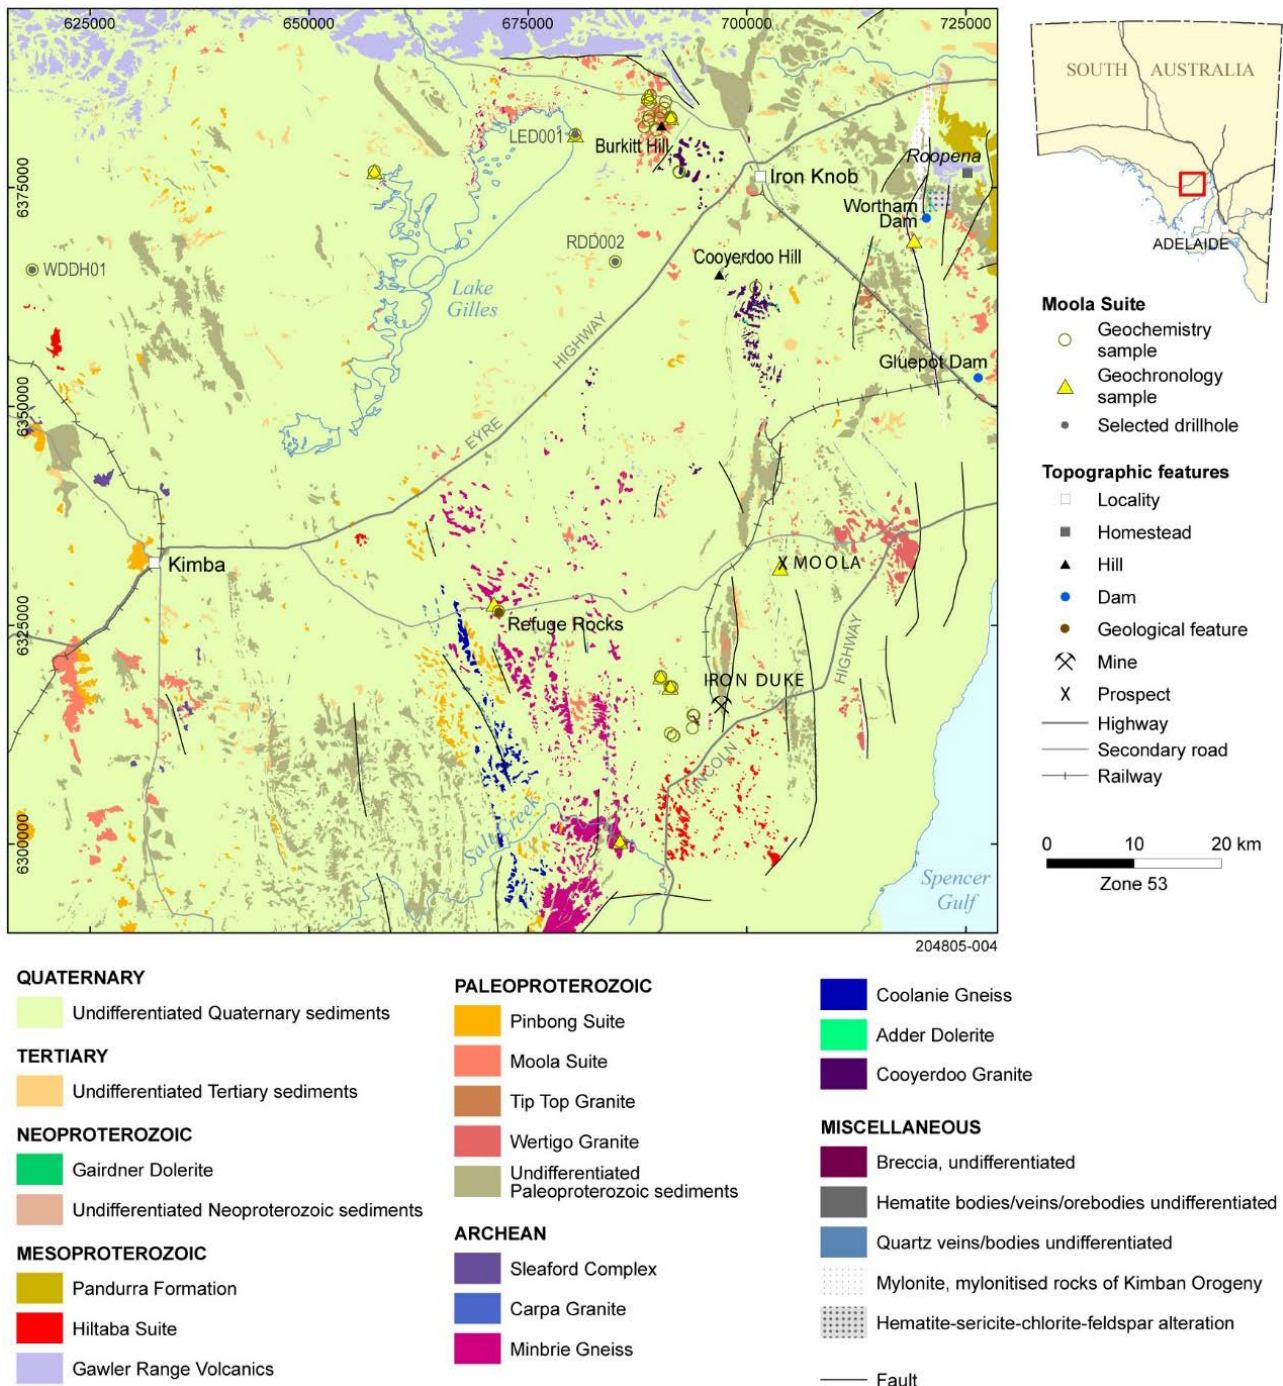 625000
650000
675000
700000
725000
6375000
6350000
6325000
6300000
LED001
Burkitt Hill
Iron Knob
Roopena
Wortham
Dam
WDDH01
RDD002
Cooyerdoo Hill
Lake
Gilles
HIGHWAY
EYRE
Gluepot Dam
Kimba
MOOLA
Refuge Rocks
IRON DUKE
HIGHWAY
LINCOLN
Salt Creek
Spencer
Gulf
204805-004
SOUTH AUSTRALIA
ADELAIDE
Moola Suite
Geochemistry
sample
Geochronology
sample
Selected drillhole
Topographic features
Locality
Homestead
Hill
Dam
Geological feature
Mine
Prospect
Highway
Secondary road
Railway
0 10 20 km
Zone 53
QUATERNARY
Undifferentiated Quaternary sediments
TERTIARY
Undifferentiated Tertiary sediments
NEOPROTEROZOIC
Gairdner Dolerite
Undifferentiated Neoproterozoic sediments
MESOPROTEROZOIC
Pandurra Formation
Hiltaba Suite
Gawler Range Volcanics
PALEOPROTEROZOIC
Pinbong Suite
Moola Suite
Tip Top Granite
Wertigo Granite
Undifferentiated
Paleoproterozoic sediments
ARCHEAN
Sleaford Complex
Carpa Granite
Minbrie Gneiss
Coolanie Gneiss
Adder Dolerite
Cooyerdoo Granite
MISCELLANEOUS
Breccia, undifferentiated
Hematite bodies/veins/orebodies undifferentiated
Quartz veins/bodies undifferentiated
Mylonite, mylonitised rocks of Kimban Orogeny
Hematite-sericite-chlorite-feldspar alteration
Fault